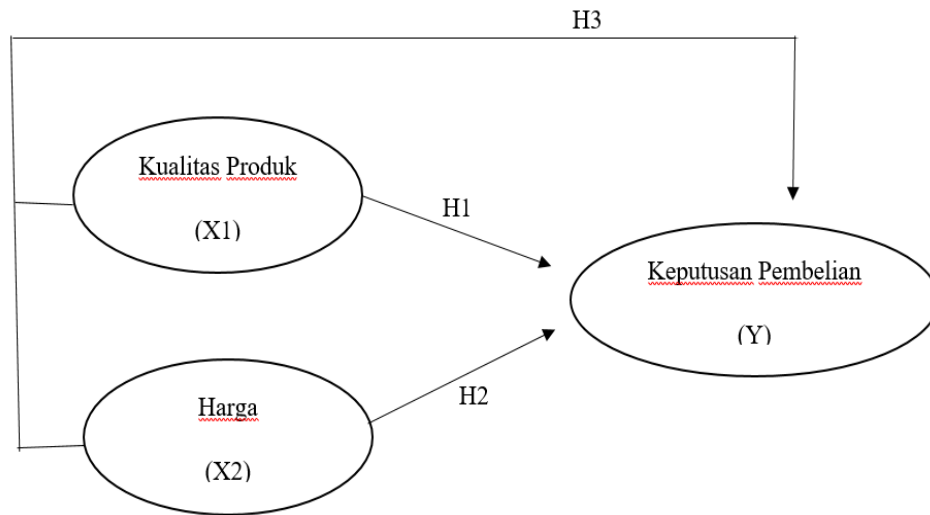 H3
Kualitas Produk
(X1)
H1
Keputusan Pembelian
(Y)
Harga
(X2)
H2